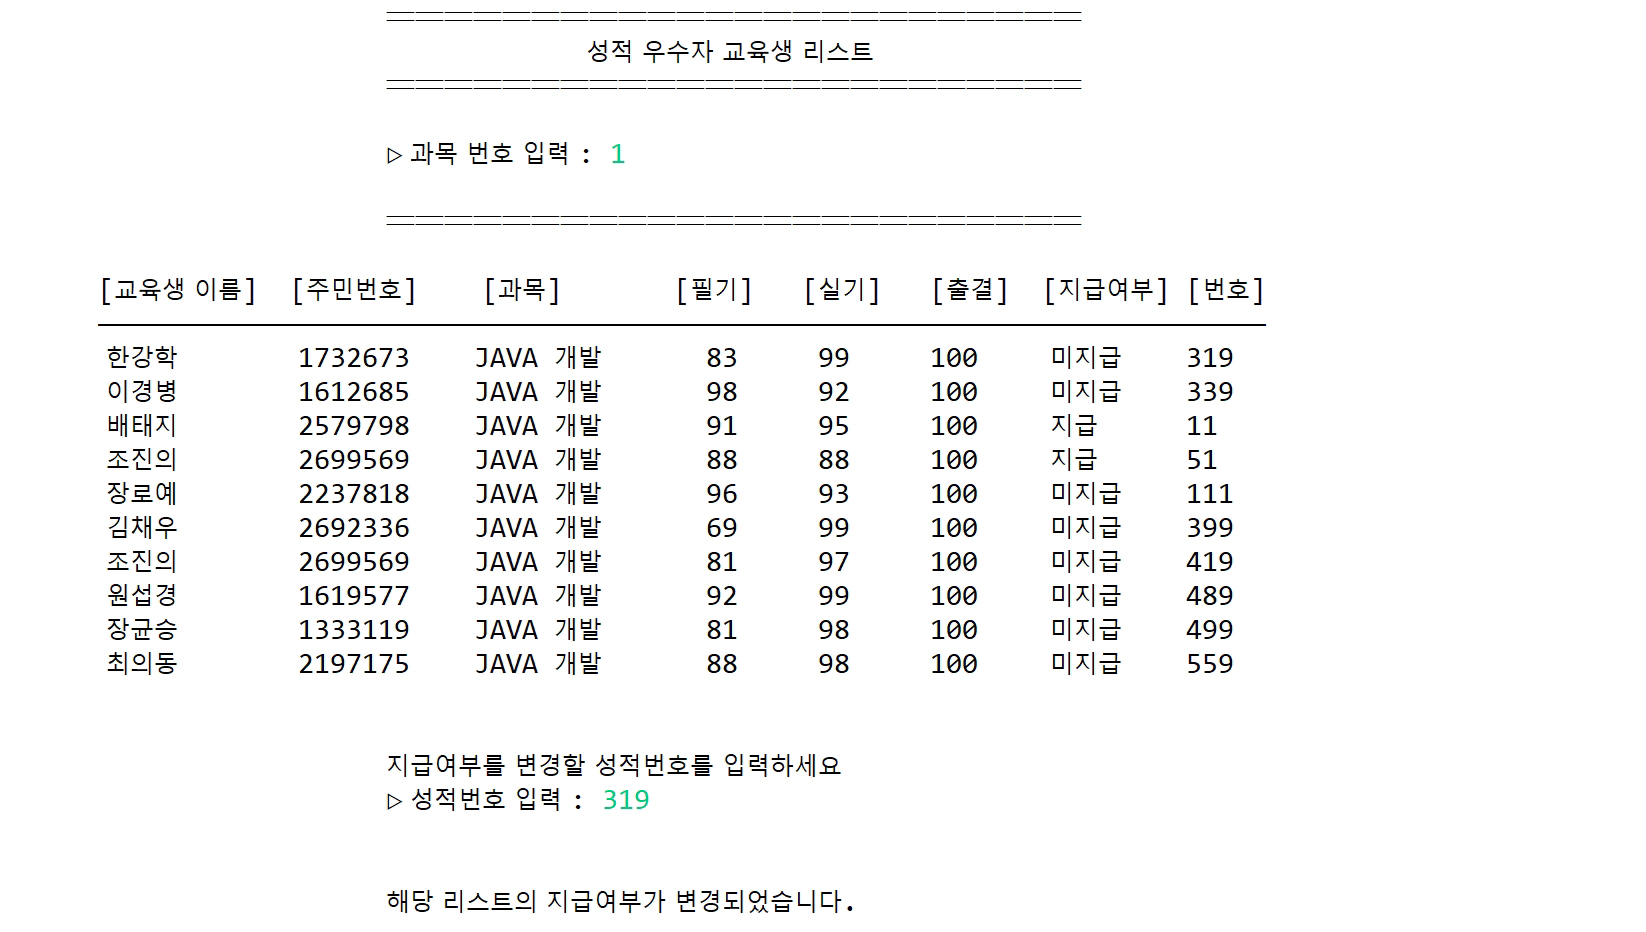 성적 우수자 교육생 리스트
▷ 과목 번호 입력 : 1
[교육생 이름] [주민번호] [과목] [필기] [실기] [출결] [지급여부] [번호]
한강학 1732673 JAVA 개발 83 99 100 미지급 319
이경병 1612685 JAVA 개발 98 92 100 미지급 339
배태지 2579798 JAVA 개발 91 95 100 지급 11
조진의 2699569 JAVA 개발 88 88 100 지급 51
장로예 2237818 JAVA 개발 96 93 100 미지급 111
김채우 2692336 JAVA 개발 69 99 100 미지급 399
조진의 2699569 JAVA 개발 81 97 100 미지급 419
원섭경 1619577 JAVA 개발 92 99 100 미지급 489
장균승 1333119 JAVA 개발 81 98 100 미지급 499
최의동 2197175 JAVA 개발 88 98 100 미지급 559
지급여부를 변경할 성적번호를 입력하세요
▷ 성적번호 입력 : 319
해당 리스트의 지급여부가 변경되었습니다.